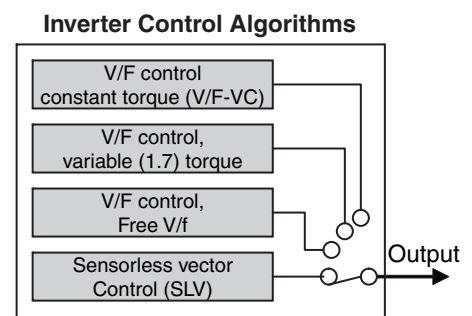 Inverter Control Algorithms
V/F control
constant torque (V/F-VC)
V/F control,
variable (1.7) torque
V/F control,
Free V/f
Sensorless vector
Control (SLV)
Output